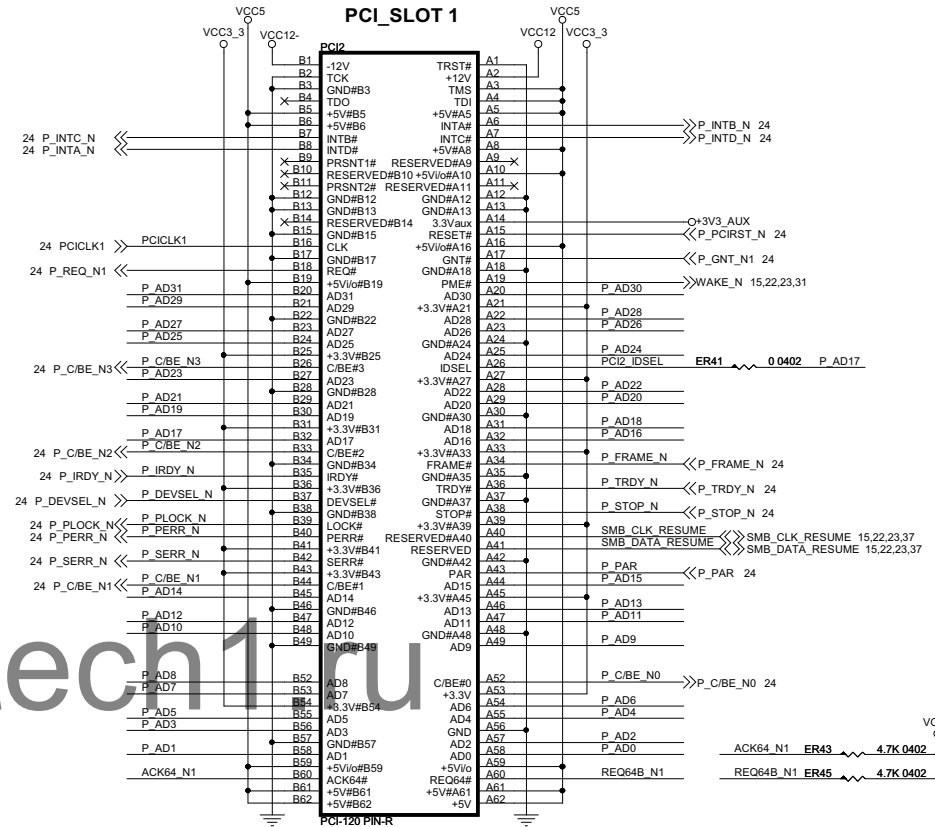 PCI_SLOT 1
VCC5 VCC5
VCC3_3 VCC12- VCC12 VCC3_3
PCI2
B1 -12V TRST# A1
B2 TCK +12V A2
B3 GND#B3 TMS A3
B4 TDO TDI A4
B5 +5V#B5 +5V#A5 A5
B6 +5V#B6 INTA# A6 P_INTB_N 24
24 P_INTC_N B7 INTB# INTC# A7 P_INTD_N 24
24 P_INTA_N B8 INTD# +5V#A8 A8
B9 PRSNT1# RESERVED#A9 A9
B10 RESERVED#B10 +5Vi/o#A10 A10
B11 PRSNT2# RESERVED#A11 A11
B12 GND#B12 GND#A12 A12
B13 GND#B13 GND#A13 A13
B14 RESERVED#B14 3.3Vaux A14 +3V3_AUX
B15 GND#B15 RESET# A15 P_PCIRST_N 24
24 PCICLK1 PCICLK1 B16 CLK +5Vi/o#A16 A16
B17 GND#B17 GNT# A17 P_GNT_N1 24
24 P_REQ_N1 B18 REQ# GND#A18 A18
B19 +5Vi/o#B19 PME# A19 WAKE_N 15,22,23,31
P_AD31 B20 AD31 AD30 A20 P_AD30
P_AD29 B21 AD29 +3.3V#A21 A21
B22 GND#B22 AD28 A22 P_AD28
P_AD27 B23 AD27 AD26 A23 P_AD26
P_AD25 B24 AD25 GND#A24 A24
B25 +3.3V#B25 AD24 A25 P_AD24
24 P_C/BE_N3 P_C/BE_N3 B26 C/BE#3 IDSEL A26 PCI2_IDSEL ER41 0 0402 P_AD17
P_AD23 B27 AD23 +3.3V#A27 A27
B28 GND#B28 AD22 A28 P_AD22
P_AD21 B29 AD21 AD20 A29 P_AD20
P_AD19 B30 AD19 GND#A30 A30
B31 +3.3V#B31 AD18 A31 P_AD18
P_AD17 B32 AD17 AD16 A32 P_AD16
24 P_C/BE_N2 P_C/BE_N2 B33 C/BE#2 +3.3V#A33 A33
B34 GND#B34 FRAME# A34 P_FRAME_N P_FRAME_N 24
24 P_IRDY_N P_IRDY_N B35 IRDY# GND#A35 A35
B36 +3.3V#B36 TRDY# A36 P_TRDY_N P_TRDY_N 24
24 P_DEVSEL_N P_DEVSEL_N B37 DEVSEL# GND#A37 A37
B38 GND#B38 STOP# A38 P_STOP_N P_STOP_N 24
24 P_PLOCK_N P_PLOCK_N B39 LOCK# +3.3V#A39 A39
24 P_PERR_N P_PERR_N B40 PERR# RESERVED#A40 A40 SMB_CLK_RESUME SMB_CLK_RESUME 15,22,23,37
B41 +3.3V#B41 RESERVED A41 SMB_DATA_RESUME SMB_DATA_RESUME 15,22,23,37
24 P_SERR_N P_SERR_N B42 SERR# GND#A42 A42
B43 +3.3V#B43 PAR A43 P_PAR P_PAR 24
24 P_C/BE_N1 P_C/BE_N1 B44 C/BE#1 AD15 A44 P_AD15
P_AD14 B45 AD14 +3.3V#A45 A45
B46 GND#B46 AD13 A46 P_AD13
P_AD12 B47 AD12 AD11 A47 P_AD11
P_AD10 B48 AD10 GND#A48 A48
B49 GND#B49 AD9 A49 P_AD9
ech1.ru
P_AD8 B52 AD8 C/BE#0 A52 P_C/BE_N0 P_C/BE_N0 24
P_AD7 B53 AD7 +3.3V A53
B54 +3.3V#B54 AD6 A54 P_AD6
P_AD5 B55 AD5 AD4 A55 P_AD4
P_AD3 B56 AD3 GND A56
B57 GND#B57 AD2 A57 P_AD2
P_AD1 B58 AD1 AD0 A58 P_AD0 ACK64_N1 ER43 4.7K 0402
B59 +5Vi/o#B59 +5Vi/o A59
ACK64_N1 B60 ACK64# REQ64# A60 REQ64B_N1 REQ64B_N1 ER45 4.7K 0402
B61 +5V#B61 +5V#A61 A61
B62 +5V#B62 +5V A62
PCI-120 PIN-R